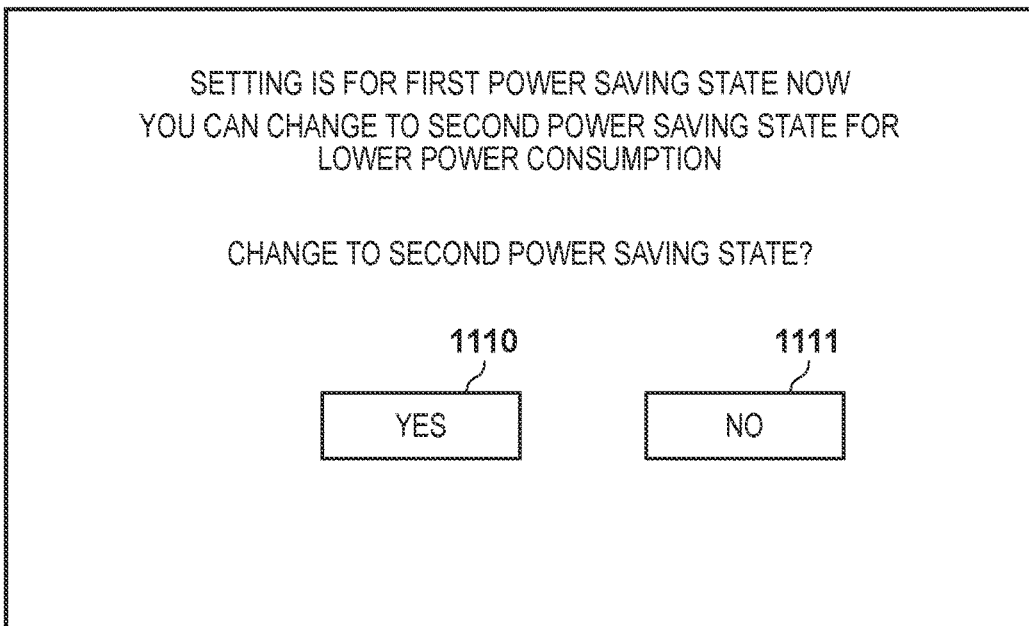 SETTING IS FOR FIRST POWER SAVING STATE NOW
YOU CAN CHANGE TO SECOND POWER SAVING STATE FOR
LOWER POWER CONSUMPTION
CHANGE TO SECOND POWER SAVING STATE?
1110 1111
YES NO